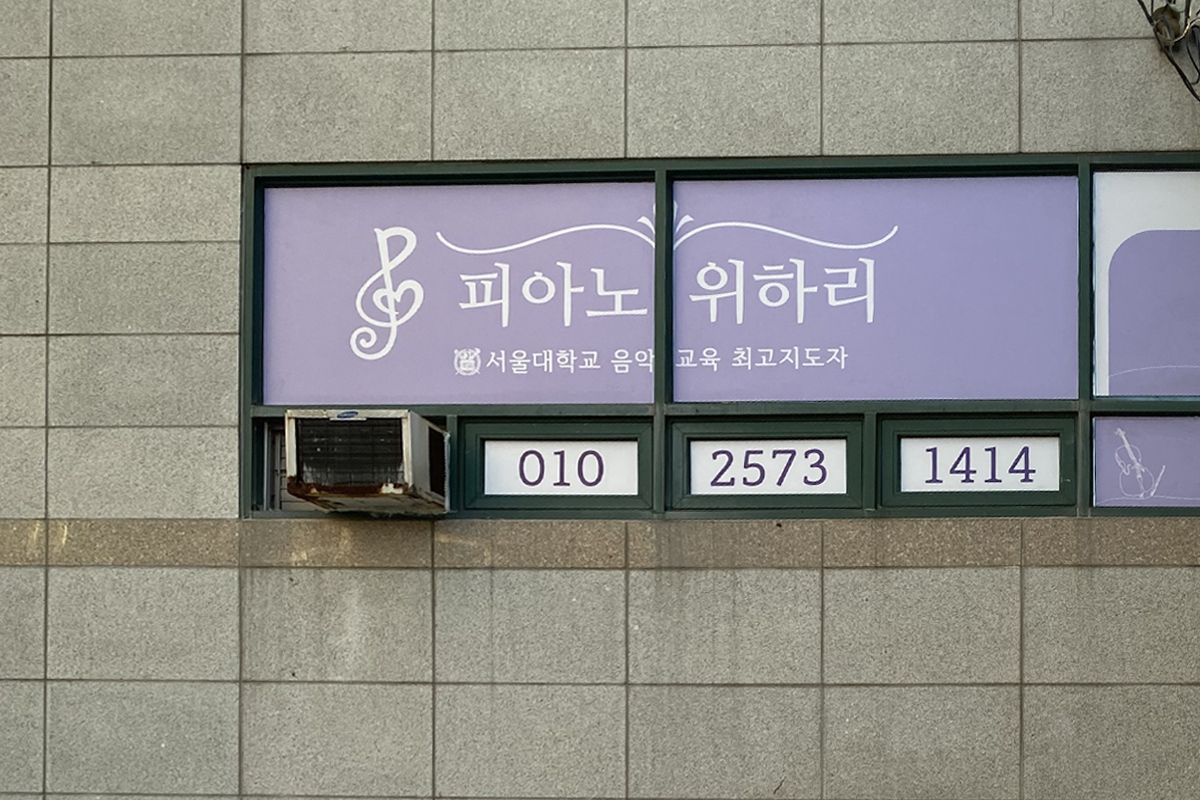 피아노 위하리
서울대학교 음악 교육 최고지도자
010 2573 1414